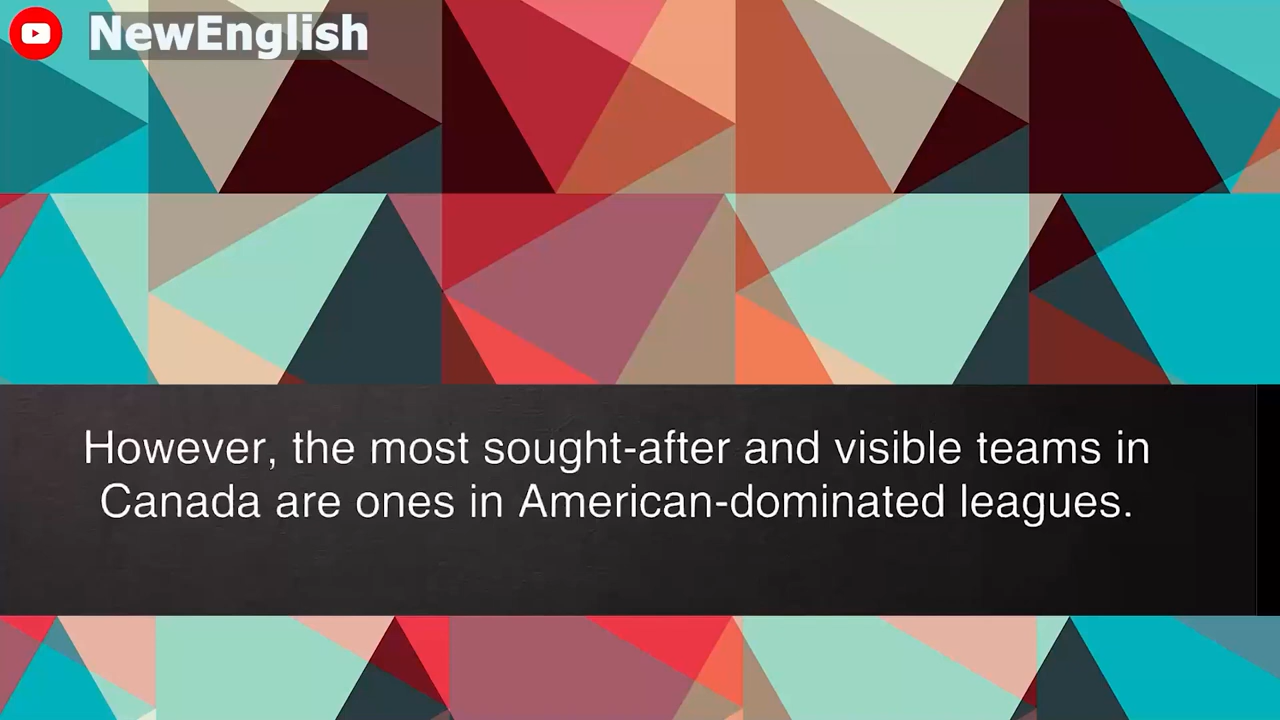 NewEnglish
However, the most sought-after and visible teams in
Canada are ones in American-dominated leagues.